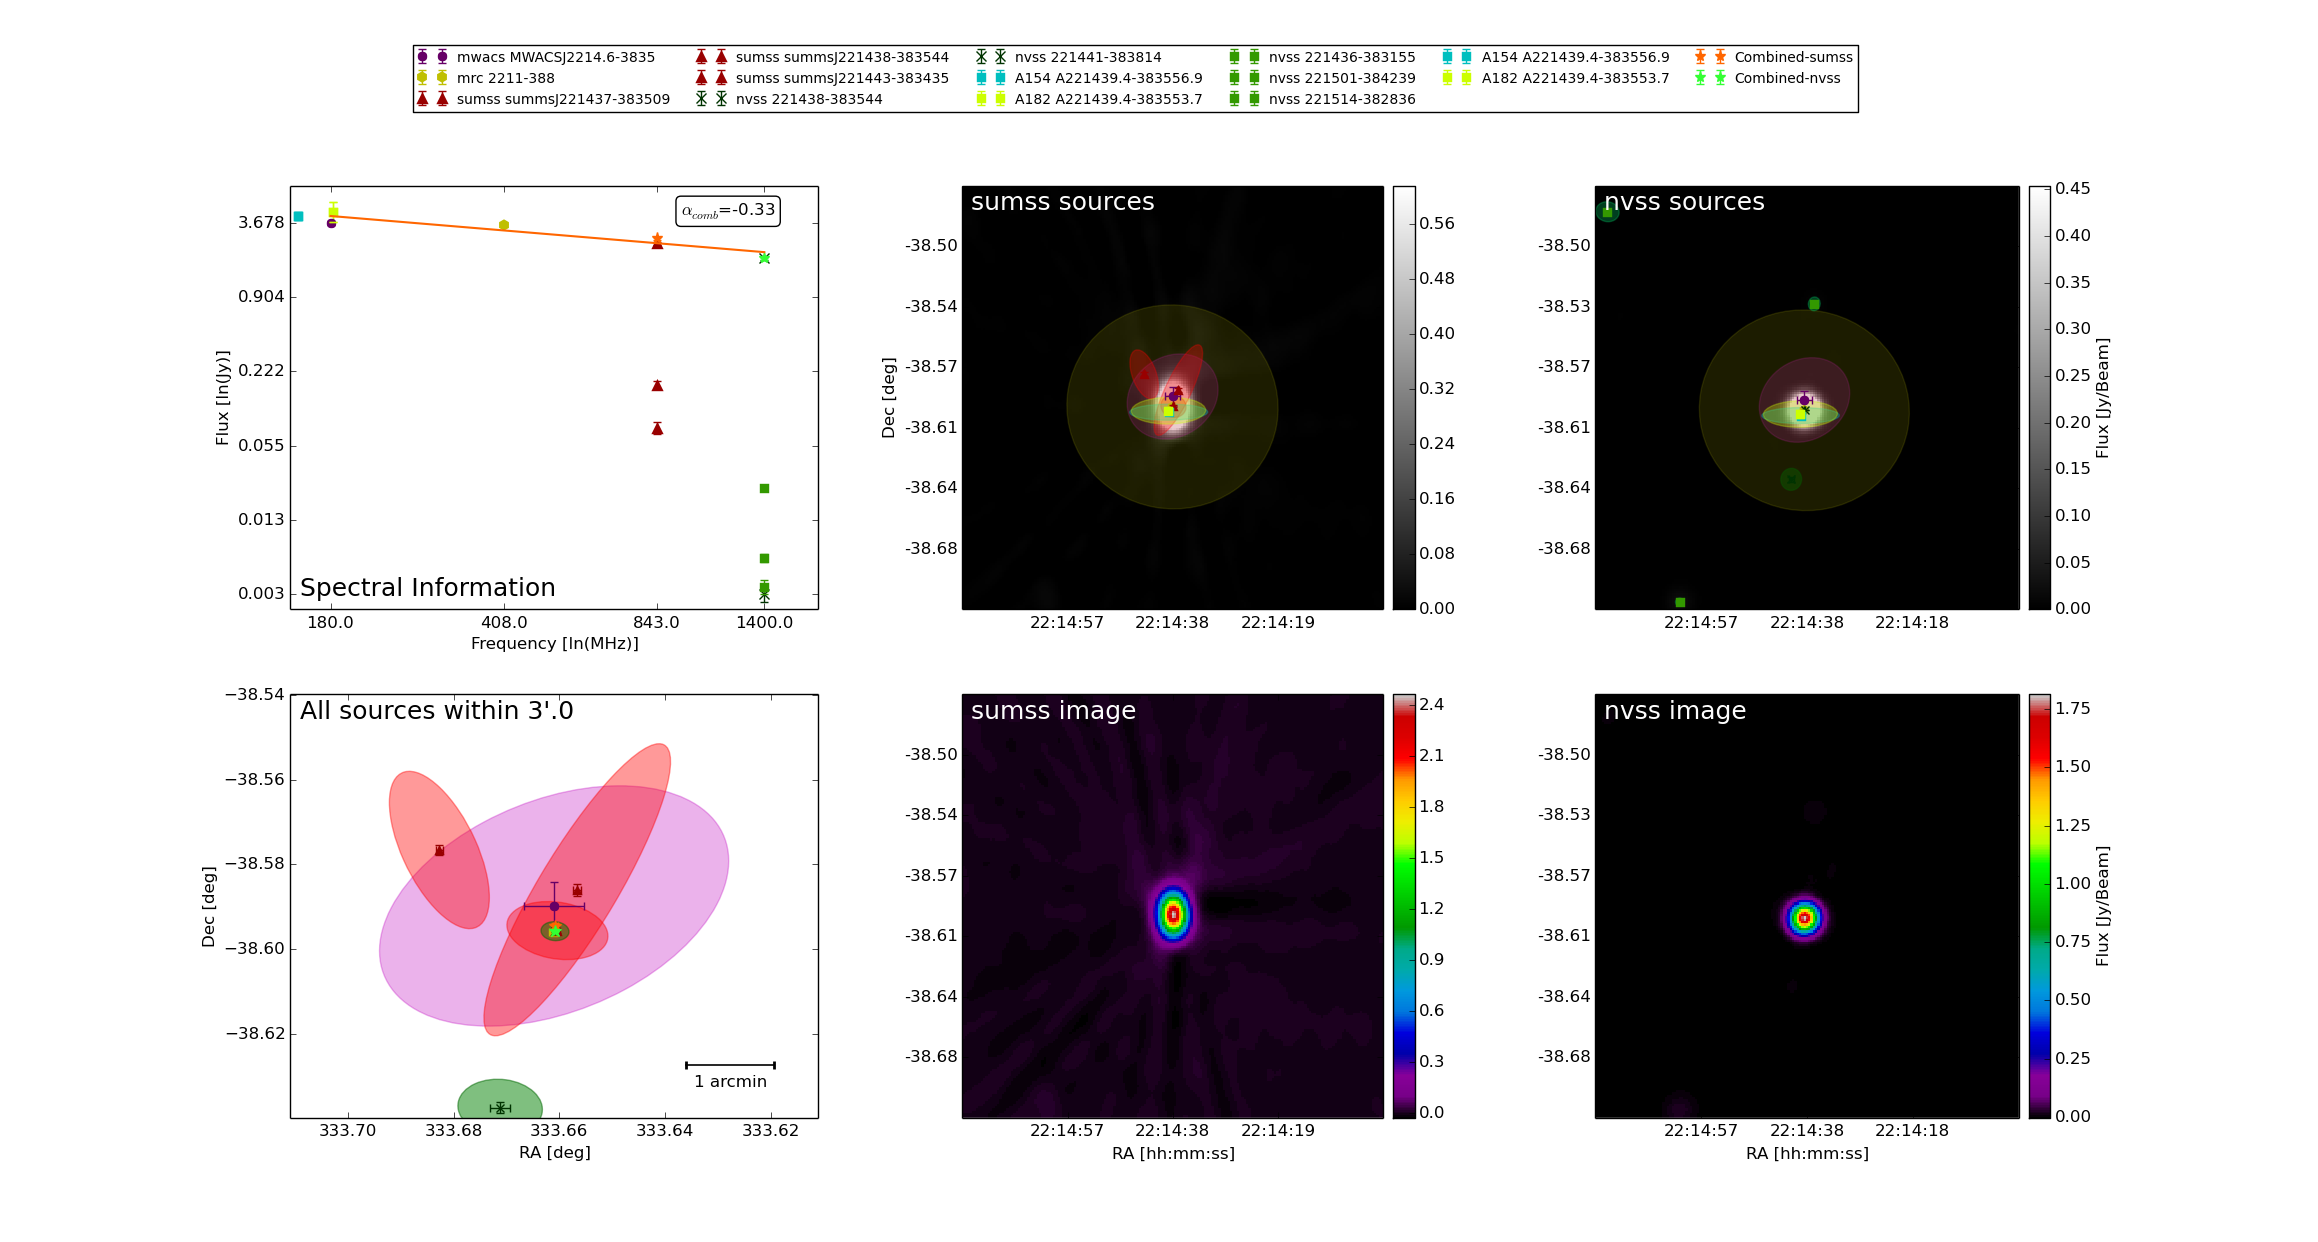 mwacs MWACSJ2214.6-3835
mrc 2211-388
sumss summsJ221437-383509
sumss summsJ221438-383544
sumss summsJ221443-383435
nvss 221438-383544
nvss 221441-383814
A154 A221439.4-383556.9
A182 A221439.4-383553.7
nvss 221436-383155
nvss 221501-384239
nvss 221514-382836
A154 A221439.4-383556.9
A182 A221439.4-383553.7
Combined-sumss
Combined-nvss
α_comb=-0.33
Flux [ln(Jy)]
3.678
0.904
0.222
0.055
0.013
0.003
Spectral Information
180.0 408.0 843.0 1400.0
Frequency [ln(MHz)]
sumss sources
Dec [deg]
-38.50
-38.54
-38.57
-38.61
-38.64
-38.68
22:14:57 22:14:38 22:14:19
0.56
0.48
0.40
0.32
0.24
0.16
0.08
0.00
nvss sources
-38.50
-38.53
-38.57
-38.61
-38.64
-38.68
22:14:57 22:14:38 22:14:18
0.45
0.40
0.35
0.30
0.25
0.20
0.15
0.10
0.05
0.00
Flux [Jy/Beam]
All sources within 3'.0
Dec [deg]
−38.54
−38.56
−38.58
−38.60
−38.62
1 arcmin
333.70 333.68 333.66 333.64 333.62
RA [deg]
sumss image
-38.50
-38.54
-38.57
-38.61
-38.64
-38.68
22:14:57 22:14:38 22:14:19
RA [hh:mm:ss]
2.4
2.1
1.8
1.5
1.2
0.9
0.6
0.3
0.0
nvss image
-38.50
-38.53
-38.57
-38.61
-38.64
-38.68
22:14:57 22:14:38 22:14:18
RA [hh:mm:ss]
1.75
1.50
1.25
1.00
0.75
0.50
0.25
0.00
Flux [Jy/Beam]